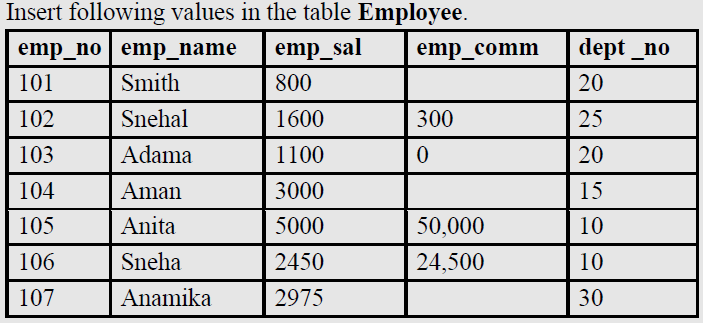 Insert following values in the table Employee.
emp_no emp_name emp_sal emp_comm dept _no
101 Smith 800 20
102 Snehal 1600 300 25
103 Adama 1100 0 20
104 Aman 3000 15
105 Anita 5000 50,000 10
106 Sneha 2450 24,500 10
107 Anamika 2975 30